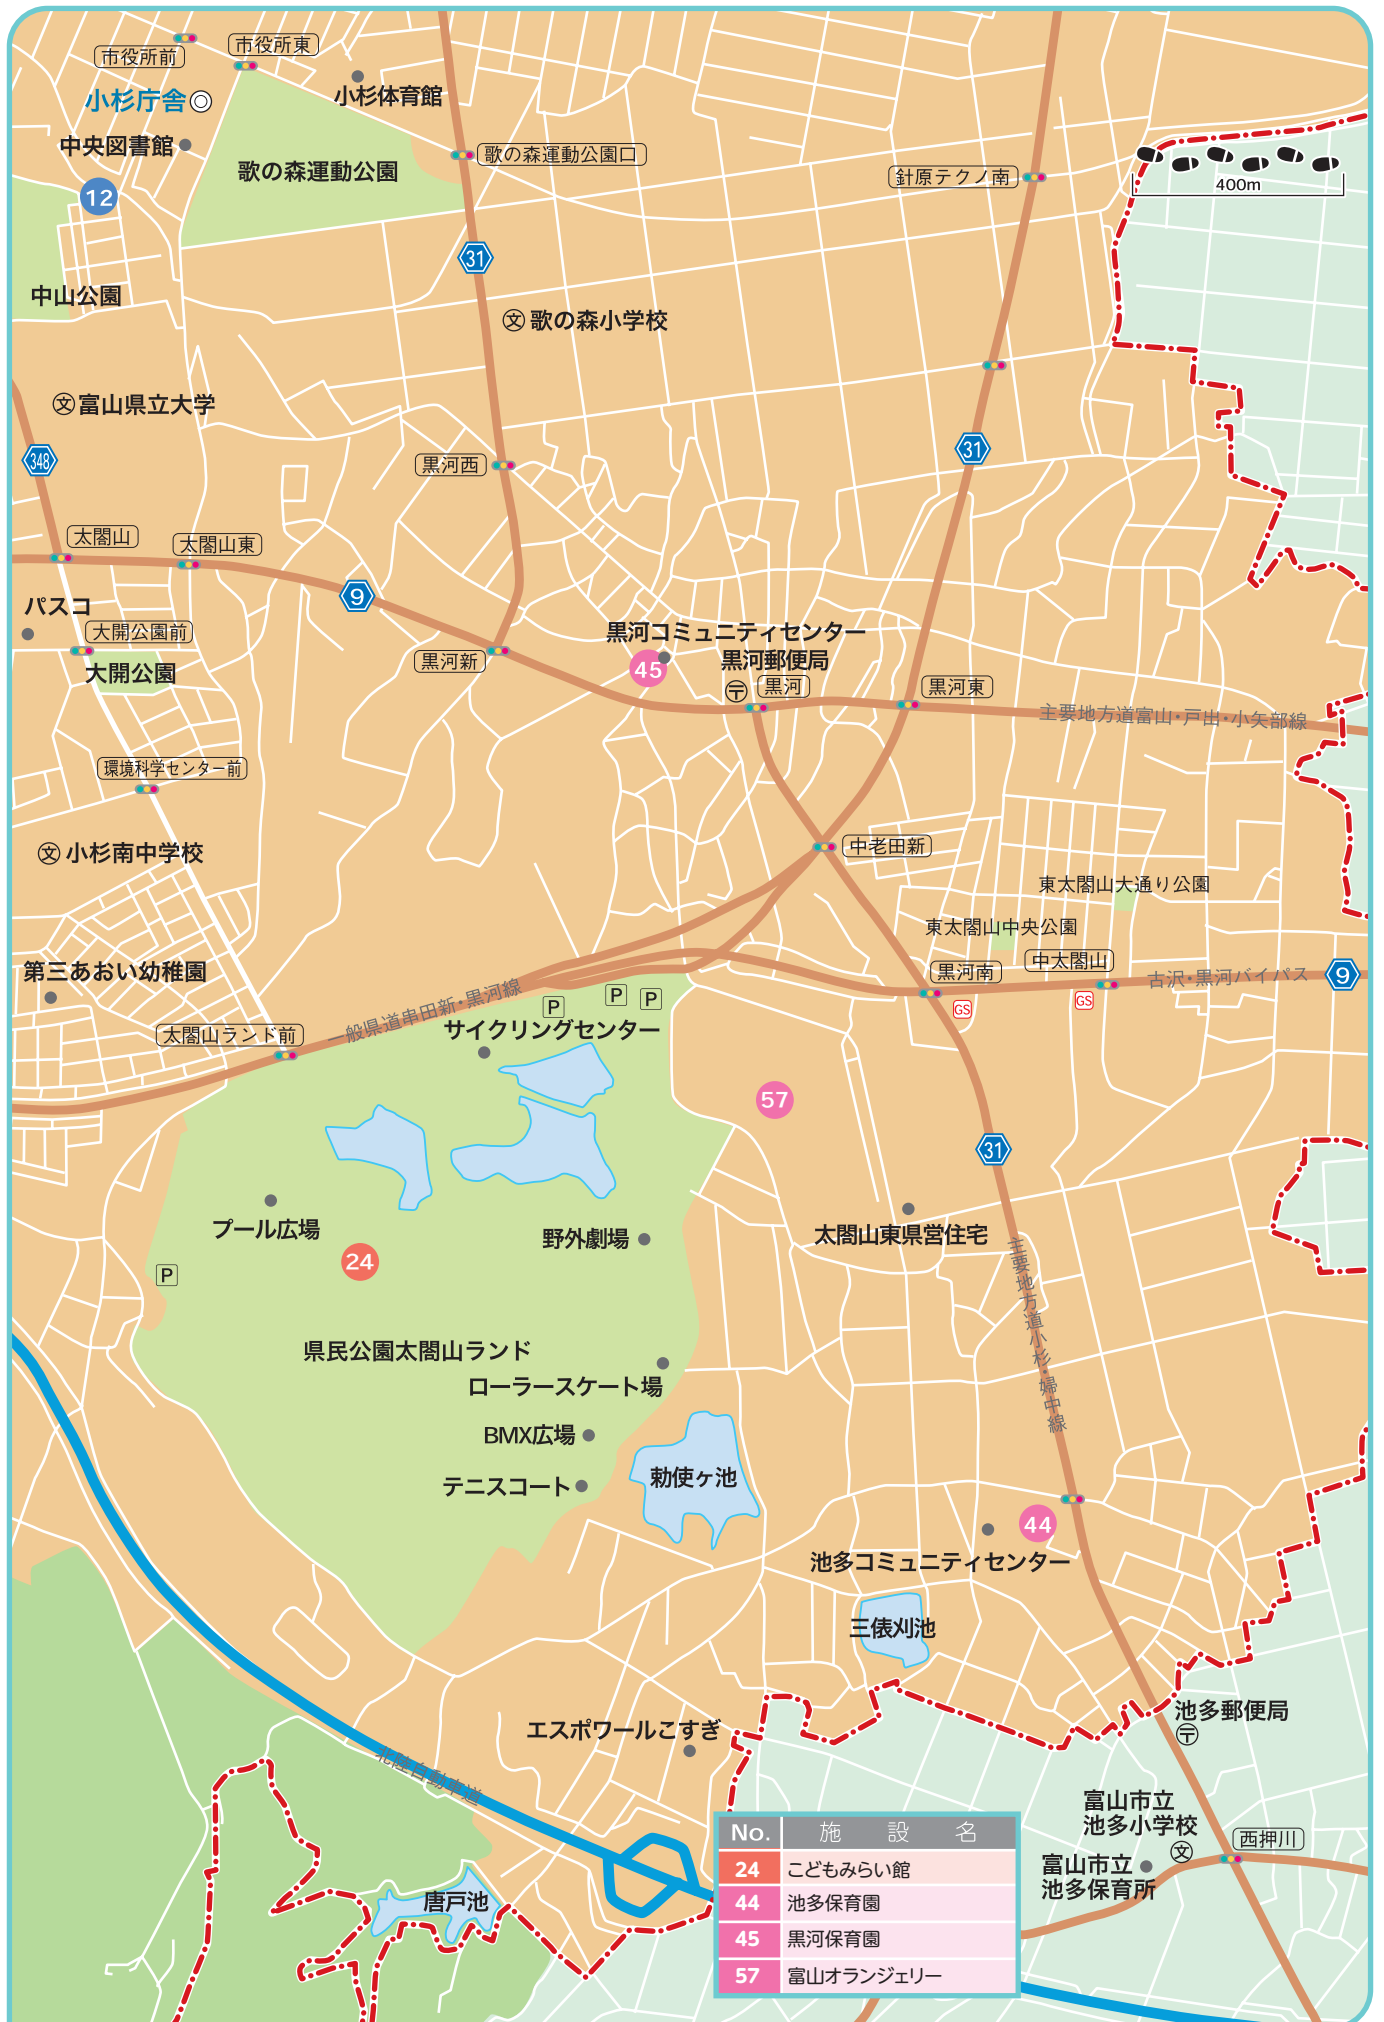 市役所前
市役所東
小杉庁舎
小杉体育館
中央図書館
歌の森運動公園口
歌の森運動公園
針原テクノ南
400m
12
31
中山公園
文 歌の森小学校
文 富山県立大学
31
348
黒河西
太閤山
太閤山東
9
パスコ
大開公園前
黒河コミュニティセンター
大開公園
黒河新
45
黒河郵便局
〒
黒河
黒河東
主要地方道富山・戸出・小矢部線
環境科学センター前
文 小杉南中学校
中老田新
東太閤山大通り公園
東太閤山中央公園
第三あおい幼稚園
黒河南
中太閤山
古沢・黒河バイパス
9
P
P
P
GS
GS
一般県道串田新・黒河線
太閤山ランド前
サイクリングセンター
57
31
プール広場
野外劇場
太閤山東県営住宅
24
P
主要地方道小杉・婦中線
県民公園太閤山ランド
ローラースケート場
BMX広場
テニスコート
勅使ヶ池
44
池多コミュニティセンター
三俵刈池
エスポワールこすぎ
池多郵便局
〒
北陸自動車道
富山市立
池多小学校
文
西押川
富山市立
池多保育所
唐戸池
No. 施設名
24 こどもみらい館
44 池多保育園
45 黒河保育園
57 富山オランジェリー